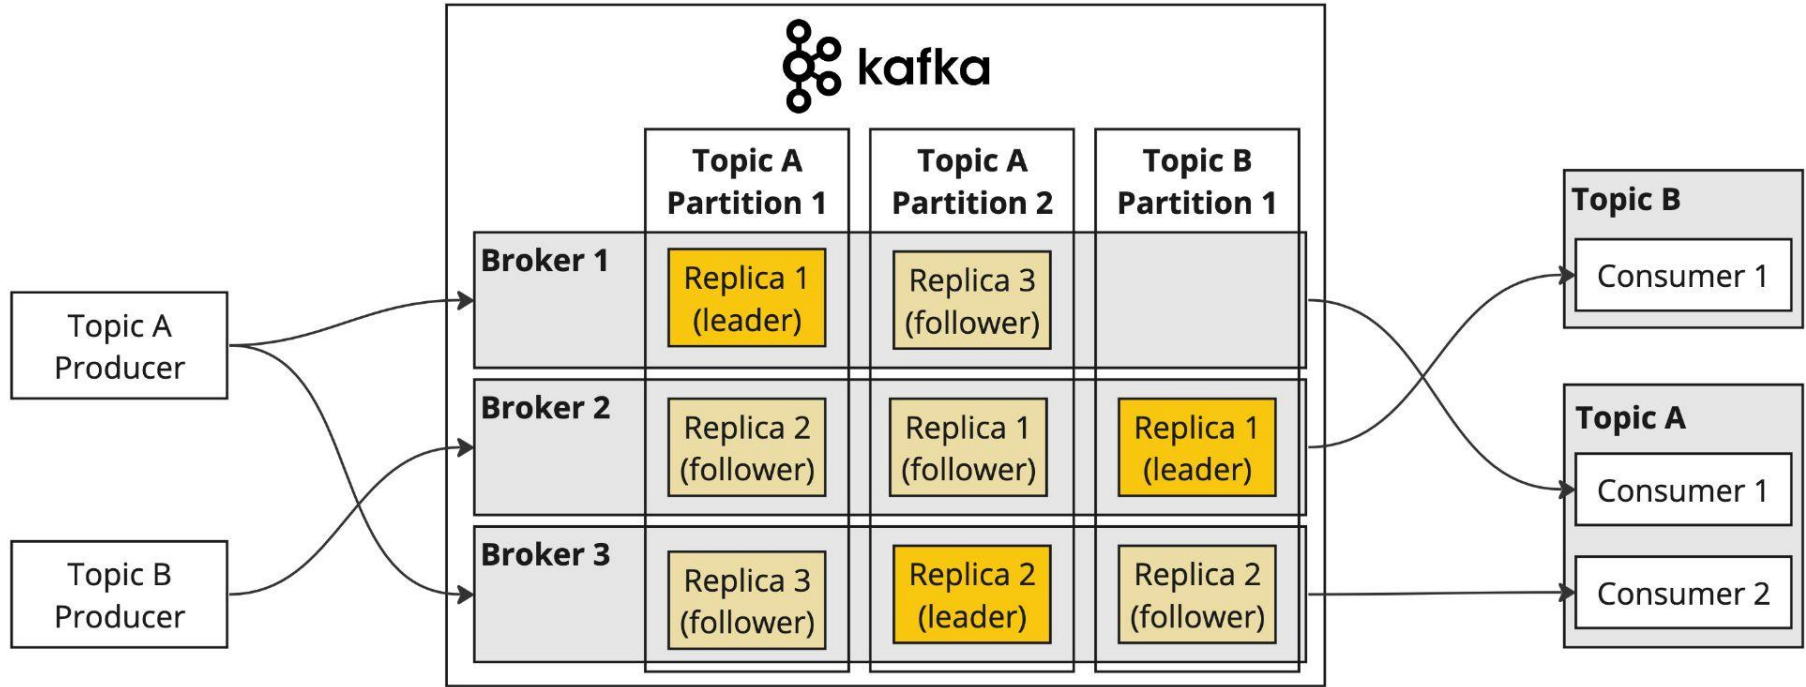 kafka
Topic A
Partition 1
Topic A
Partition 2
Topic B
Partition 1
Topic A
Producer
Topic B
Producer
Broker 1
Replica 1
(leader)
Replica 3
(follower)
Broker 2
Replica 2
(follower)
Replica 1
(follower)
Replica 1
(leader)
Broker 3
Replica 3
(follower)
Replica 2
(leader)
Replica 2
(follower)
Topic B
Consumer 1
Topic A
Consumer 1
Consumer 2